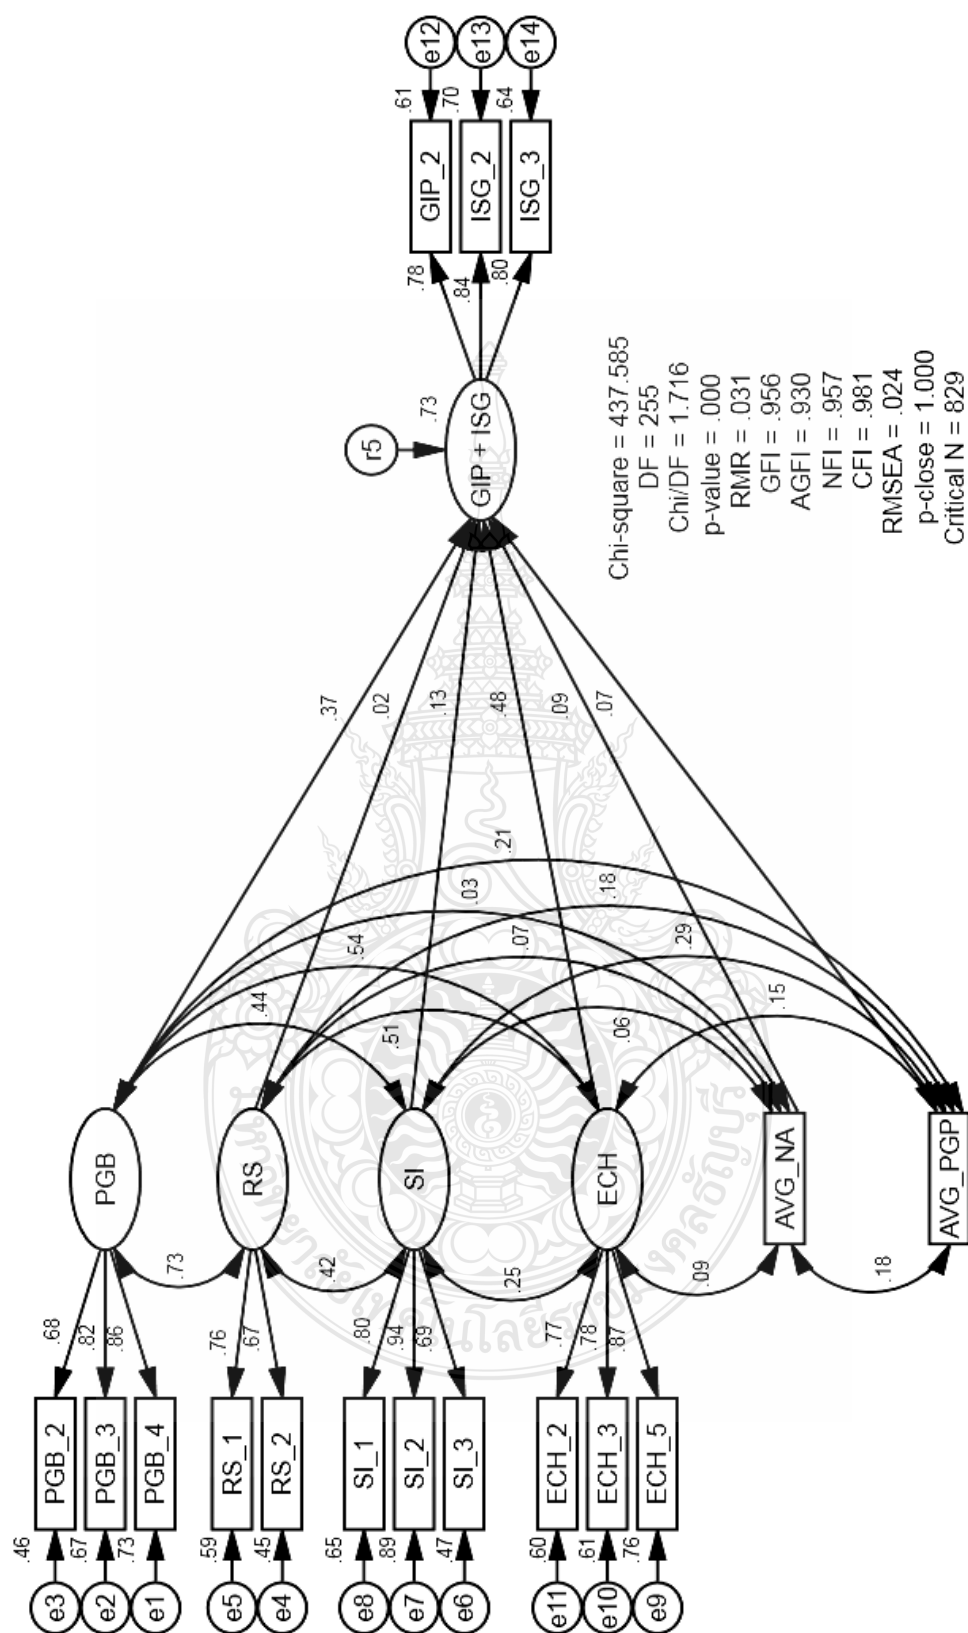 e3
.46
PGB_2
.68
e2
.67
PGB_3
.82
e1
.73
PGB_4
.86
PGB
.73
e5
.59
RS_1
.76
e4
.45
RS_2
.67
RS
.42
e8
.65
SI_1
.80
e7
.89
SI_2
.94
e6
.47
SI_3
.69
SI
.25
e11
.60
ECH_2
.77
e10
.61
ECH_3
.78
e9
.76
ECH_5
.87
ECH
.09
AVG_NA
.18
AVG_PGP
.44
.54
.03
.21
.51
.07
.18
.06
.29
.15
.37
.02
.13
.48
.09
.07
r5
.73
GIP + ISG
.78
GIP_2
.61
e12
.84
ISG_2
.70
e13
.80
ISG_3
.64
e14
Chi-square = 437.585
DF = 255
Chi/DF = 1.716
p-value = .000
RMR = .031
GFI = .956
AGFI = .930
NFI = .957
CFI = .981
RMSEA = .024
p-close = 1.000
Critical N = 829